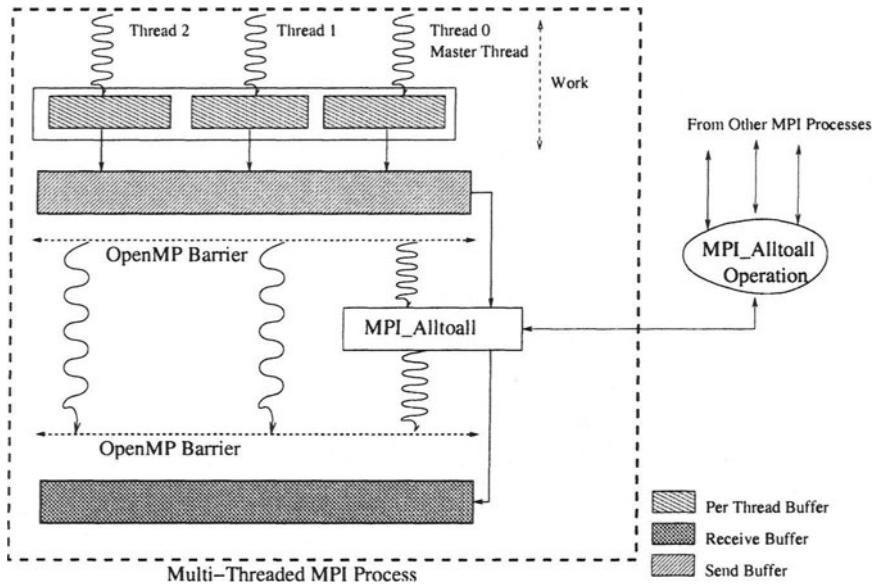 Thread 2
Thread 1
Thread 0
Master Thread
Work
From Other MPI Processes
MPI_Alltoall
Operation
OpenMP Barrier
MPI_Alltoall
OpenMP Barrier
Per Thread Buffer
Receive Buffer
Send Buffer
Multi-Threaded MPI Process